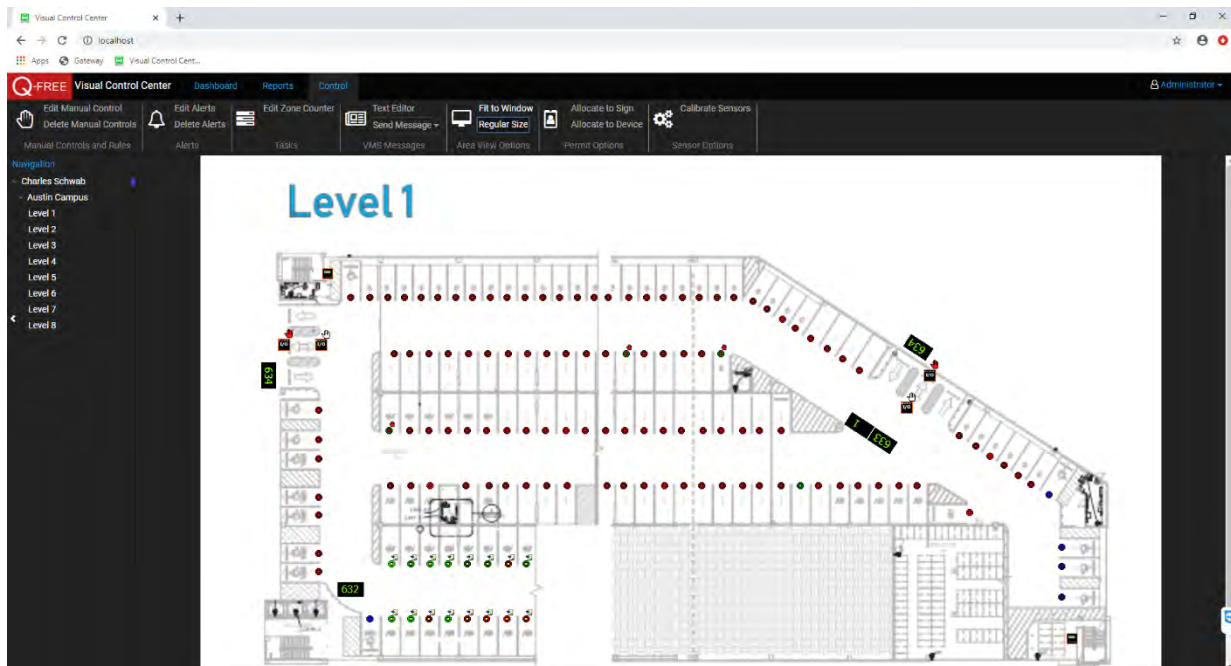 Visual Control Center
localhost
Apps Gateway Visual Control Cent...
Q-FREE Visual Control Center Dashboard Reports Control Administrator
Edit Manual Control Edit Alerts Edit Zone Counter Text Editor Fit to Window Allocate to Sign Calibrate Sensors
Delete Manual Controls Delete Alerts Send Message Regular Size Allocate to Device
Manual Controls and Rules Alerts Tasks VMS Messages Area View Options Permit Options Sensor Options
Navigation
Charles Schwab
Austin Campus
Level 1
Level 2
Level 3
Level 4
Level 5
Level 6
Level 7
Level 8
Level 1
634
I/O I/O
634
I/O
I/O
1 633
632